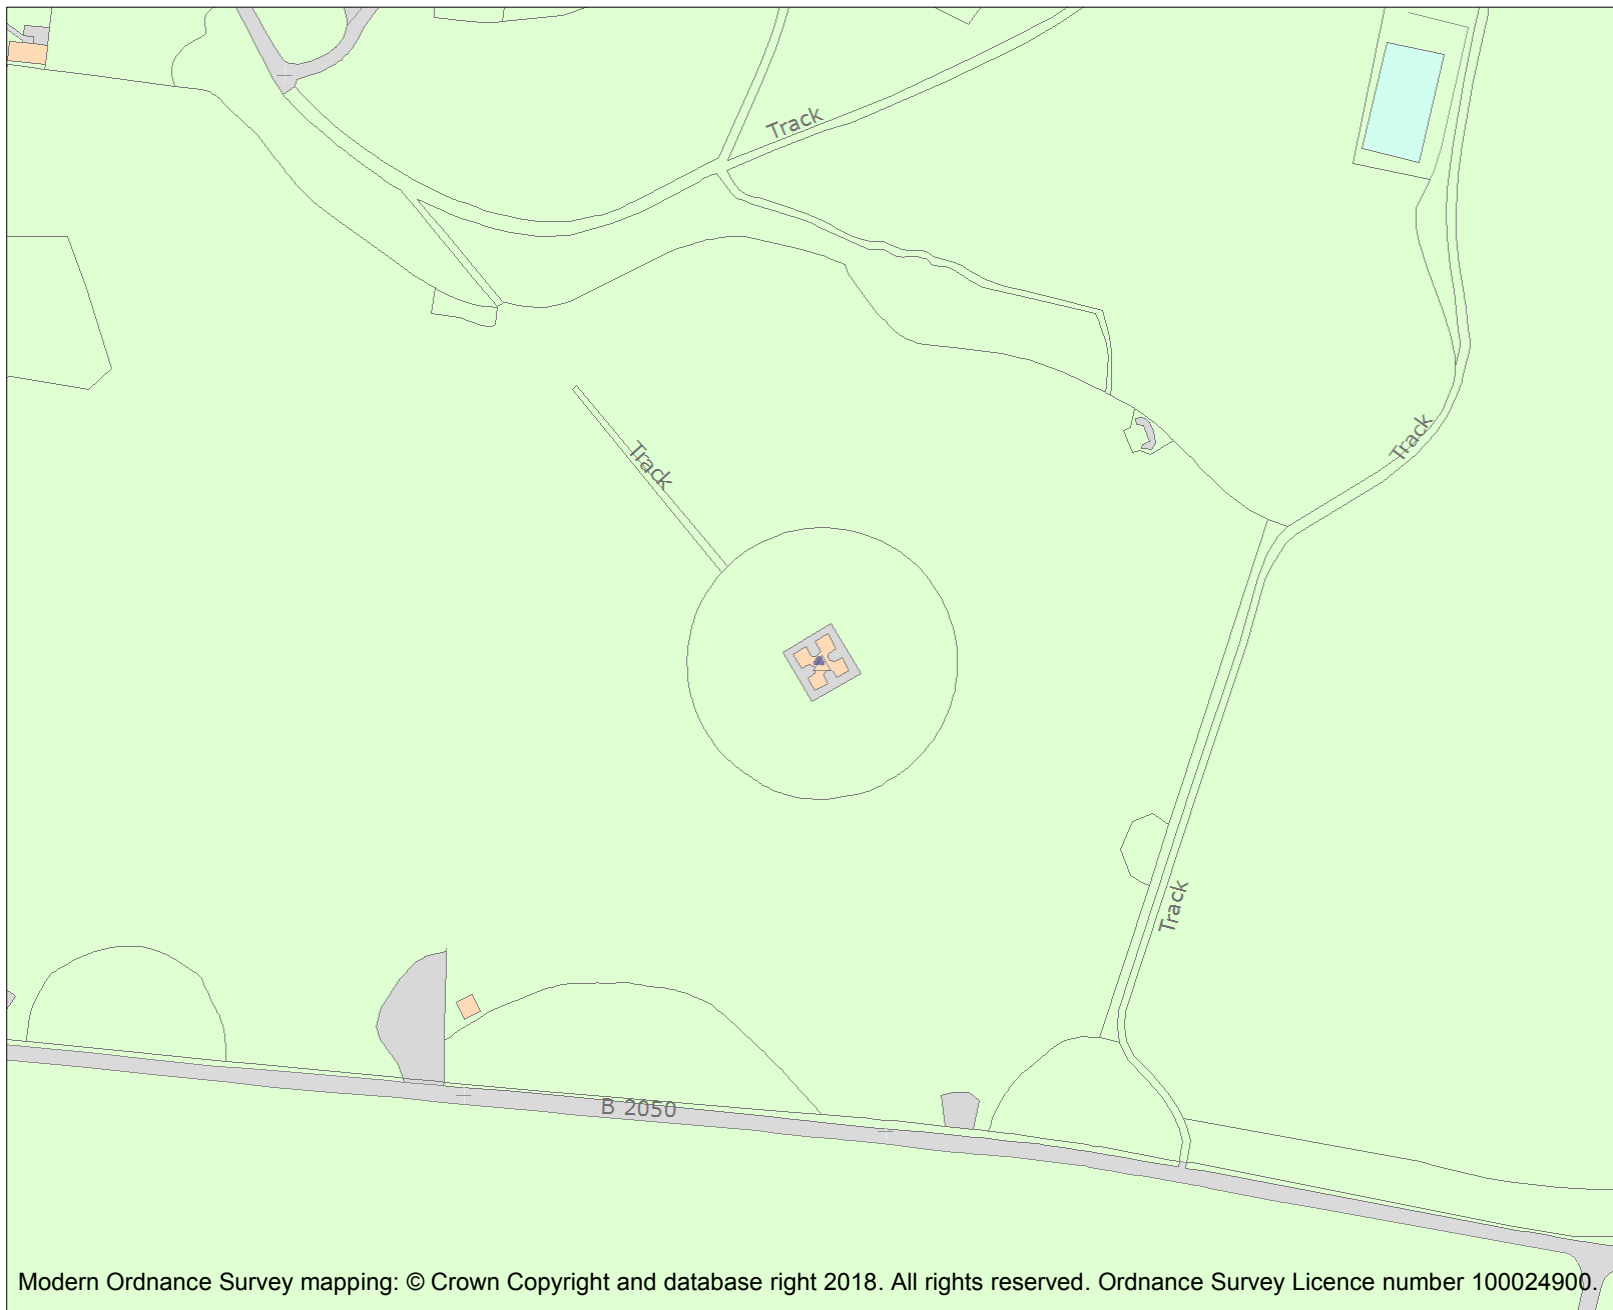 Track
Track
Track
Track
B 2050
Modern Ordnance Survey mapping: © Crown Copyright and database right 2018. All rights reserved. Ordnance Survey Licence number 100024900.